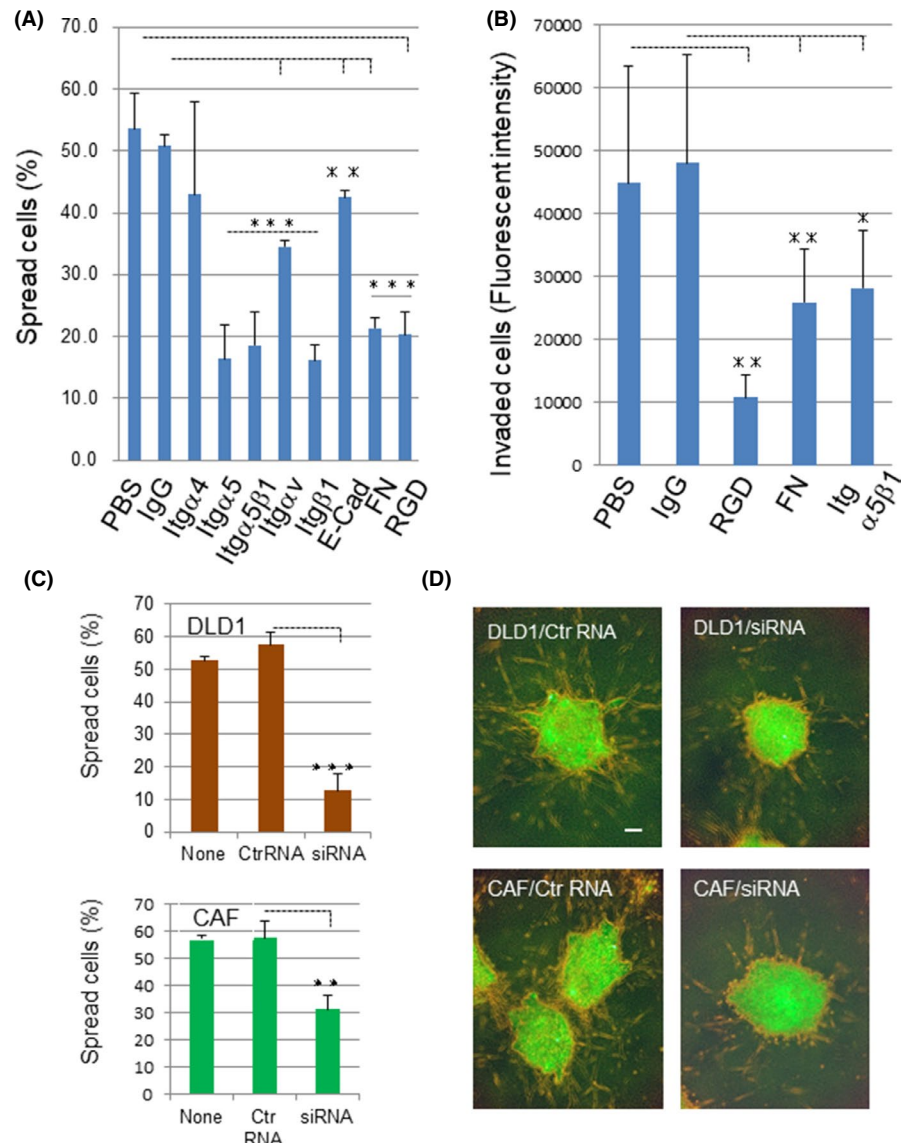 (A)
Spread cells (%)
70.0
60.0
50.0
40.0
30.0
20.0
10.0
0.0
* * *
* *
* * *
PBS
IgG
Itgα4
Itgα5
Itgα5β1
Itgαv
Itgβ1
E-Cad
FN
RGD
(B)
Invaded cells (Fluorescent intensity)
70000
60000
50000
40000
30000
20000
10000
0
* *
* *
*
PBS
IgG
RGD
FN
Itg
α5β1
(C)
Spread cells (%)
70
60
50
40
30
20
10
0
DLD1
* * *
None
CtrRNA
siRNA
Spread cells (%)
70
60
50
40
30
20
10
0
CAF
* *
None
Ctr
RNA
siRNA
(D)
DLD1/Ctr RNA
DLD1/siRNA
CAF/Ctr RNA
CAF/siRNA